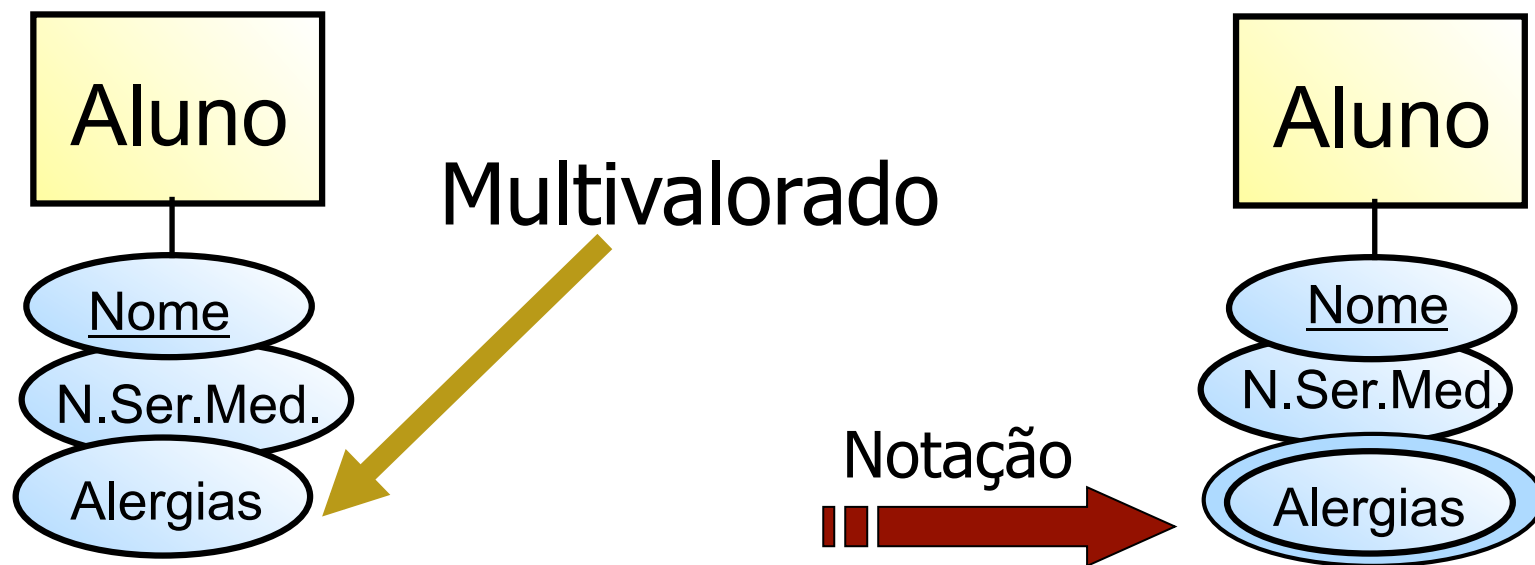 Aluno
Nome
N.Ser.Med.
Alergias
Multivalorado
Notação
Aluno
Nome
N.Ser.Med.
Alergias